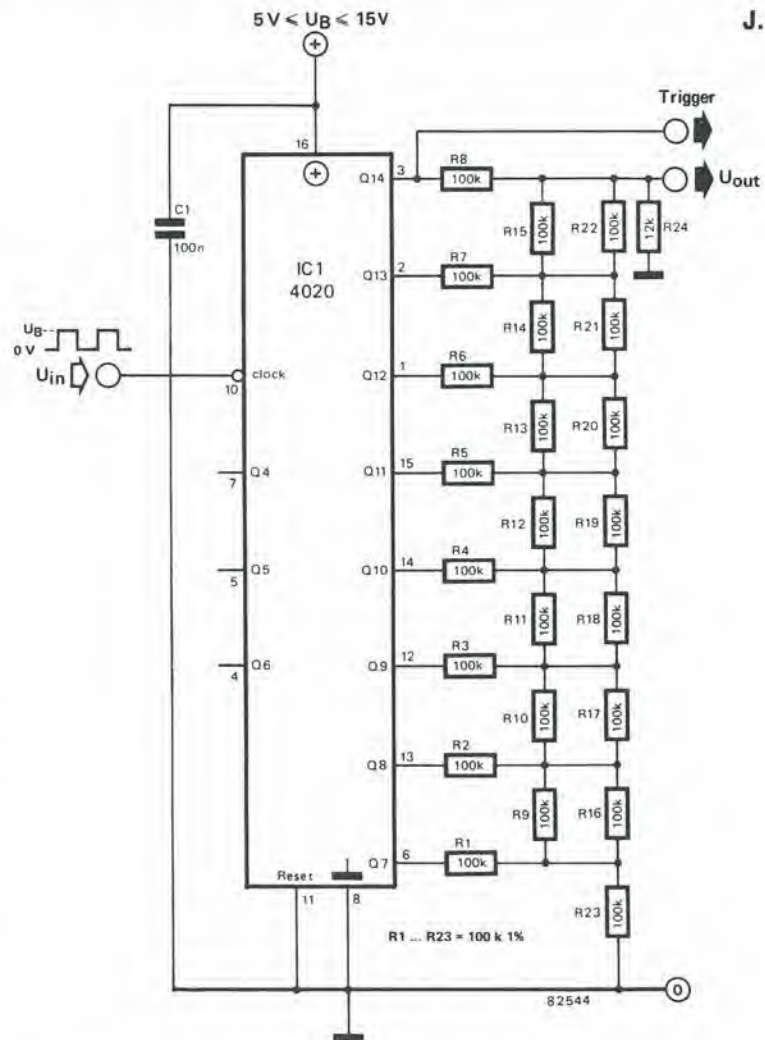 5 V ≤ UB ≤ 15V
J.
+
Trigger
16
+
Q14
3
R8
100k
Uout
C1
100n
R15
100k
R22
100k
12k
R24
IC1
4020
Q13
2
R7
100k
R14
100k
R21
100k
UB
0 V
Uin
10
clock
Q12
1
R6
100k
R13
100k
R20
100k
7
Q4
Q11
15
R5
100k
R12
100k
R19
100k
5
Q5
Q10
14
R4
100k
R11
100k
R18
100k
4
Q6
Q9
12
R3
100k
R10
100k
R17
100k
Q8
13
R2
100k
R9
100k
R16
100k
Q7
6
R1
100k
Reset
11
8
R23
100k
R1 ... R23 = 100 k 1%
82544
0